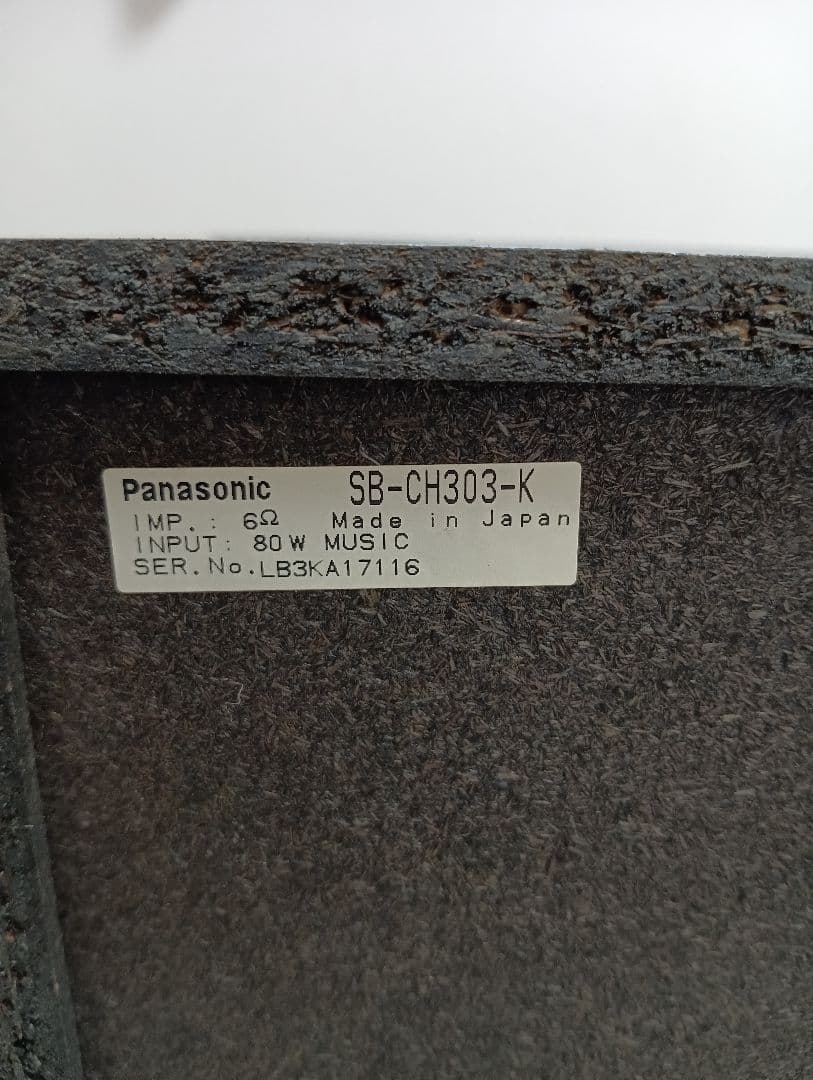 Panasonic SB-CH303-K
IMP.: 6Ω Made in Japan
INPUT: 80W MUSIC
SER.No.LB3KA17116